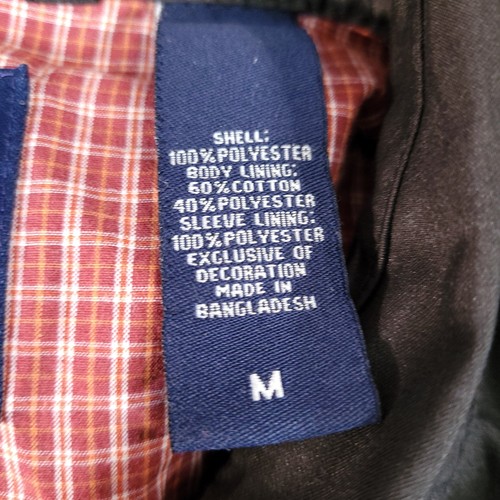 SHELL:
100%POLYESTER
BODY LINING:
60%COTTON
40%POLYESTER
SLEEVE LINING:
100%POLYESTER
EXCLUSIVE OF
DECORATION
MADE IN
BANGLADESH
M